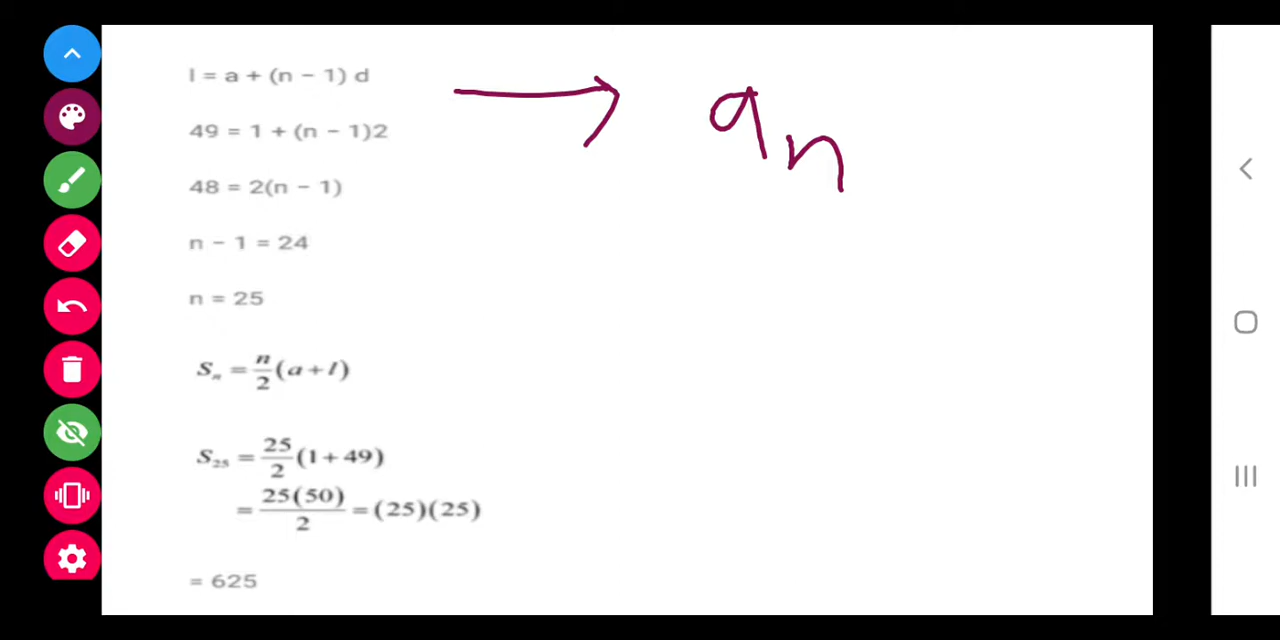 l = a + (n − 1) d
a n
49 = 1 + (n − 1)2
48 = 2(n − 1)
n − 1 = 24
n = 25
Sₙ = n/2 (a + l)
S₂₅ = 25/2 (1 + 49)
= 25(50)/2 = (25)(25)
= 625